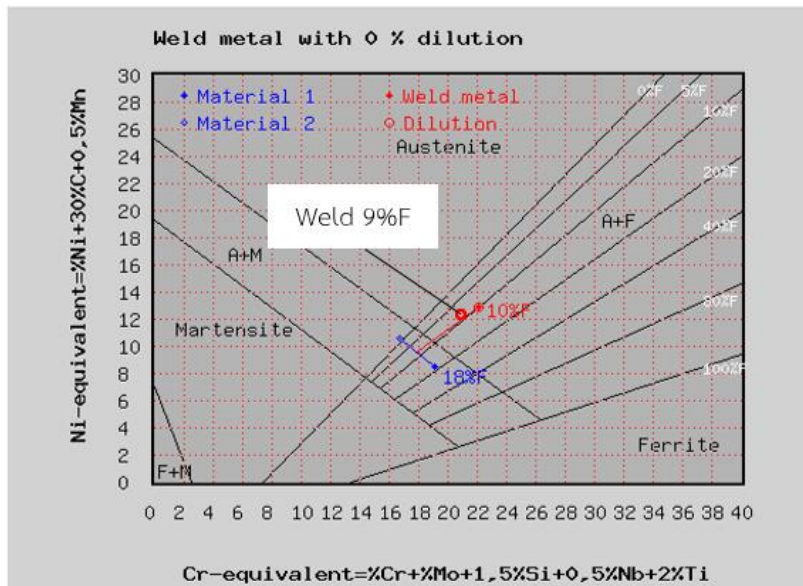 Weld metal with 0 % dilution
30
28
26
24
22
20
18
16
14
12
10
8
6
4
2
0
Ni-equivalent=%Ni+30%C+0,5%Mn
Material 1
Material 2
Weld metal
Dilution
Austenite
0%F
5%F
10%F
20%F
40%F
80%F
100%F
Weld 9%F
A+M
A+F
Martensite
10%F
18%F
F+M
Ferrite
0 2 4 6 8 10 12 14 16 18 20 22 24 26 28 30 32 34 36 38 40
Cr-equivalent=%Cr+%Mo+1,5%Si+0,5%Nb+2%Ti